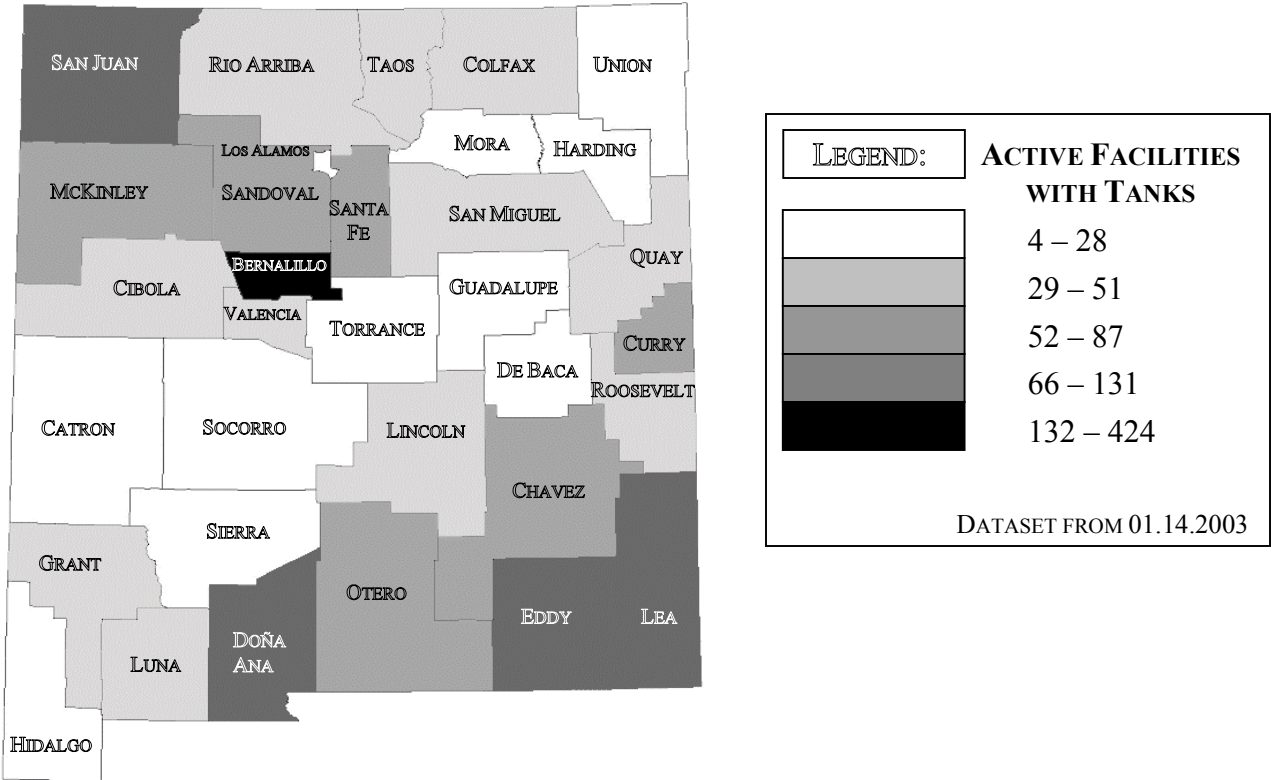 SAN JUAN
RIO ARRIBA
TAOS
COLFAX
UNION
MORA
HARDING
LOS ALAMOS
MCKINLEY
SANDOVAL
SANTA
FE
SAN MIGUEL
QUAY
BERNALILLO
CIBOLA
GUADALUPE
VALENCIA
TORRANCE
CURRY
DE BACA
ROOSEVELT
CATRON
SOCORRO
LINCOLN
CHAVEZ
SIERRA
GRANT
OTERO
EDDY
LEA
DOÑA
ANA
LUNA
HIDALGO
LEGEND:
ACTIVE FACILITIES
WITH TANKS
4 – 28
29 – 51
52 – 87
66 – 131
132 – 424
DATASET FROM 01.14.2003